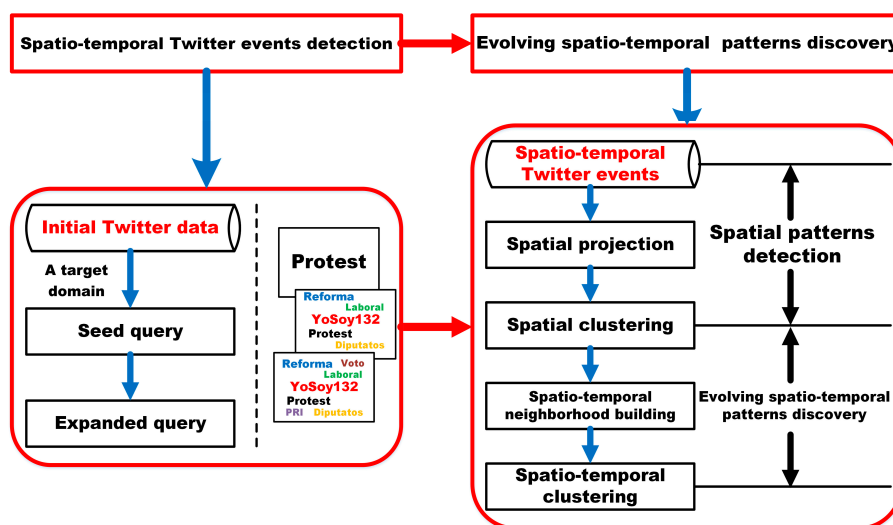 Spatio-temporal Twitter events detection
Evolving spatio-temporal patterns discovery
Initial Twitter data
A target
domain
Seed query
Expanded query
Protest
Reforma
Laboral
YoSoy132
Protest
Diputatos
Reforma Voto
Laboral
YoSoy132
Protest
PRI Diputatos
Spatio-temporal
Twitter events
Spatial projection
Spatial clustering
Spatio-temporal
neighborhood building
Spatio-temporal
clustering
Spatial patterns
detection
Evolving spatio-temporal
patterns discovery